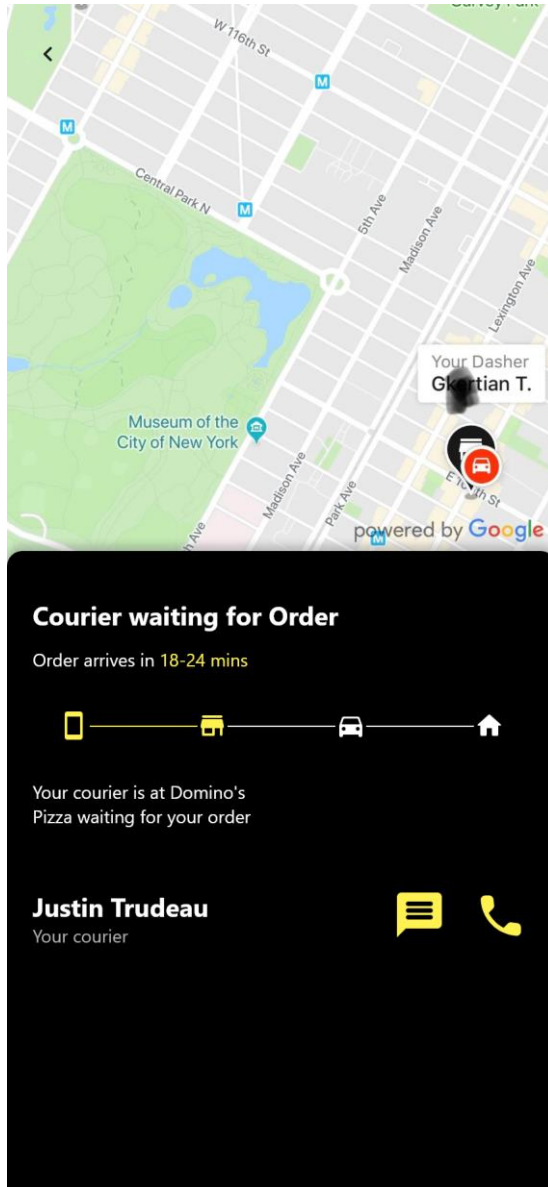 W 116th St
M
M
Central Park N
M
5th Ave
Madison Ave
Lexington Ave
Your Dasher
T.
Museum of the
City of New York
Madison Ave
Park Ave
powered by Google
M
Courier waiting for Order
Order arrives in 18-24 mins
Your courier is at Domino's
Pizza waiting for your order
Justin Trudeau
Your courier